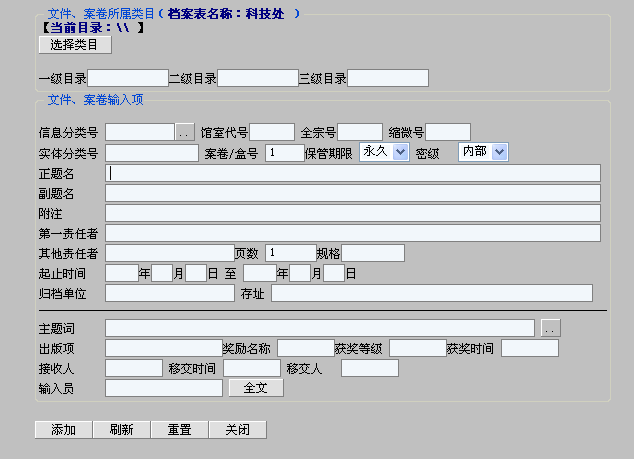 文件、案卷所属类目( 档案表名称：科技处 )
【当前目录：\\ 】
选择类目
一级目录 二级目录 三级目录
文件、案卷输入项
信息分类号 .. 馆室代号 全宗号 缩微号
实体分类号 案卷/盒号 1 保管期限 永久 密级 内部
正题名
副题名
附注
第一责任者
其他责任者 页数 1 规格
起止时间 年 月 日 至 年 月 日
归档单位 存址
主题词 ..
出版项 奖励名称 获奖等级 获奖时间
接收人 移交时间 移交人
输入员 全文
添加 刷新 重置 关闭